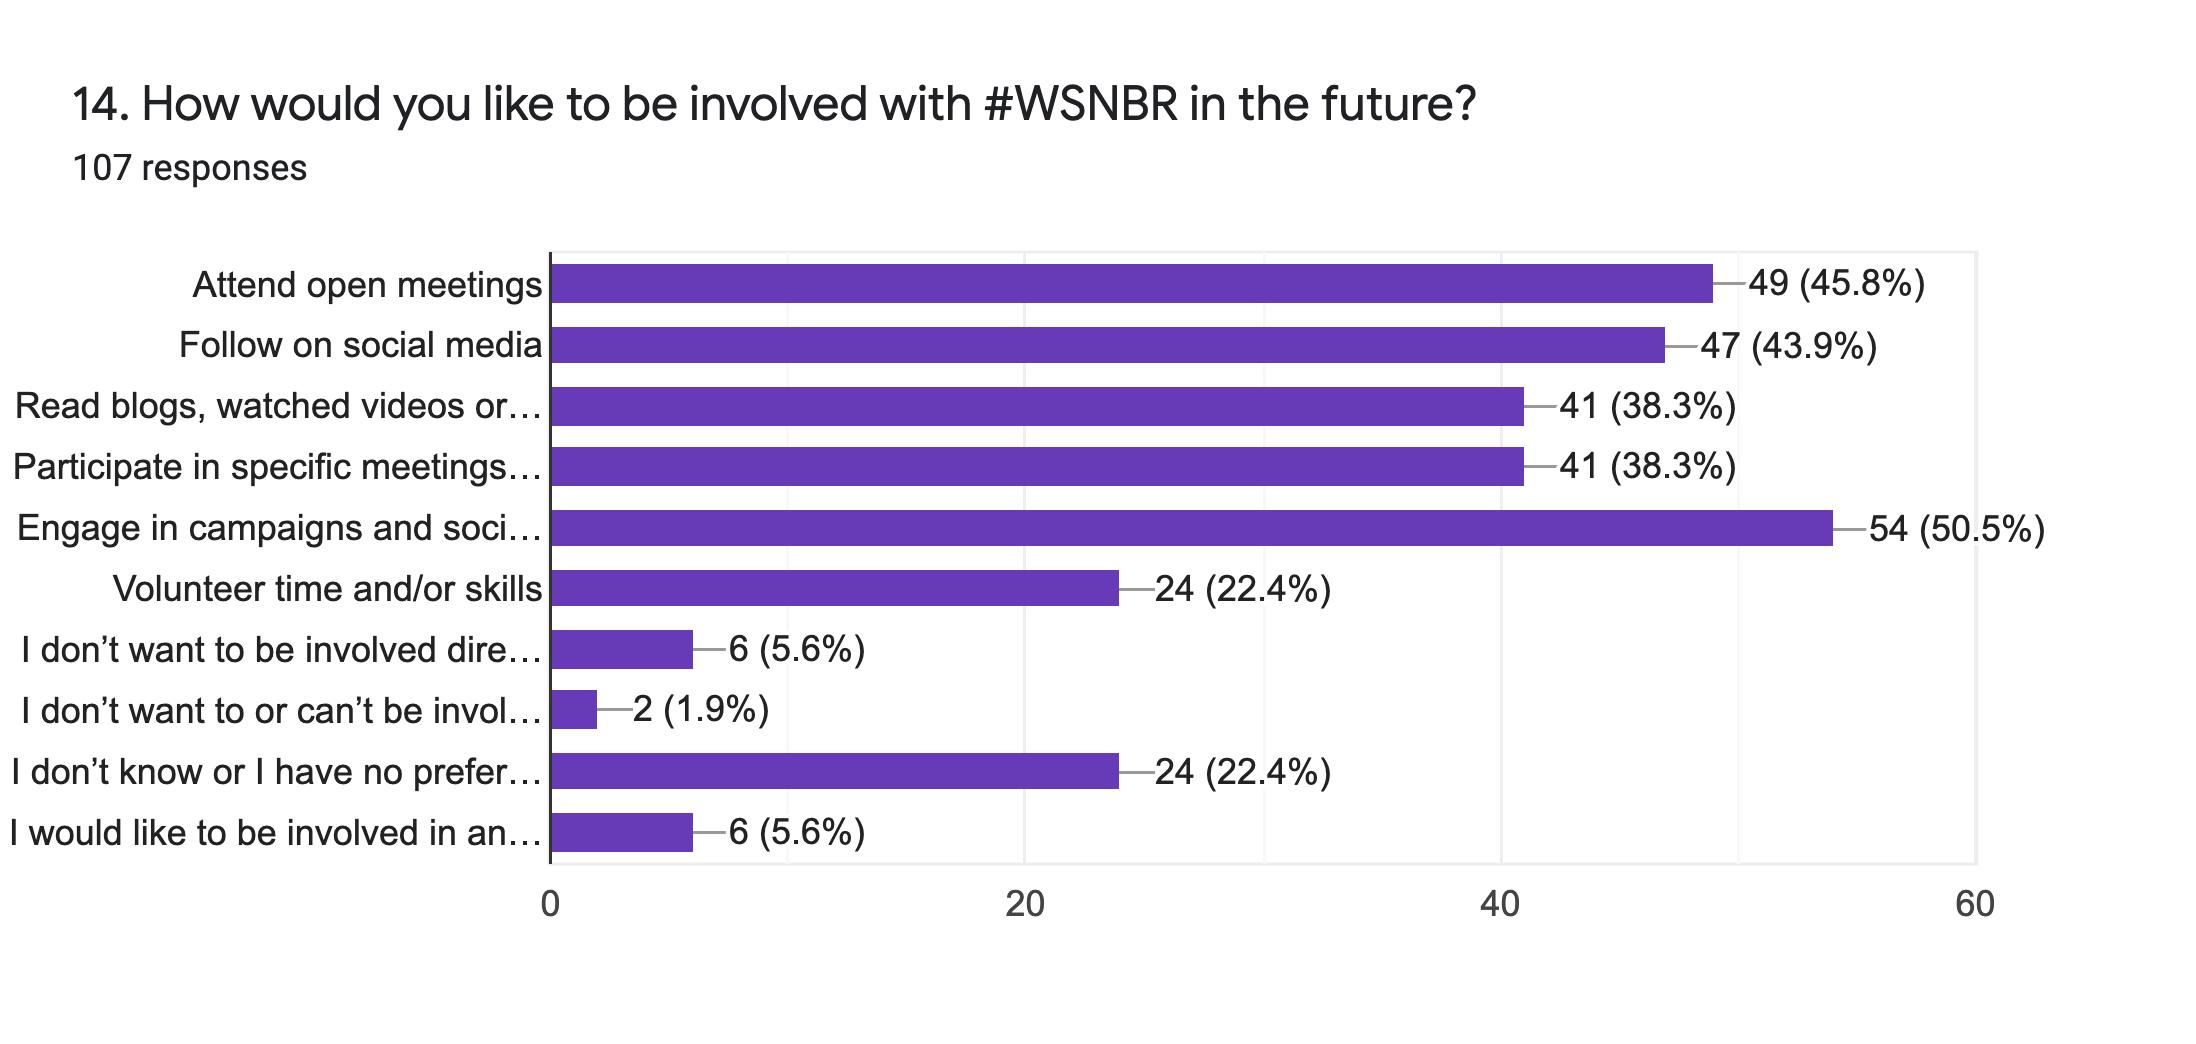 14. How would you like to be involved with #WSNBR in the future?
107 responses
Attend open meetings 49 (45.8%)
Follow on social media 47 (43.9%)
Read blogs, watched videos or… 41 (38.3%)
Participate in specific meetings… 41 (38.3%)
Engage in campaigns and soci… 54 (50.5%)
Volunteer time and/or skills 24 (22.4%)
I don’t want to be involved dire… 6 (5.6%)
I don’t want to or can’t be invol… 2 (1.9%)
I don’t know or I have no prefer… 24 (22.4%)
I would like to be involved in an… 6 (5.6%)
0 20 40 60